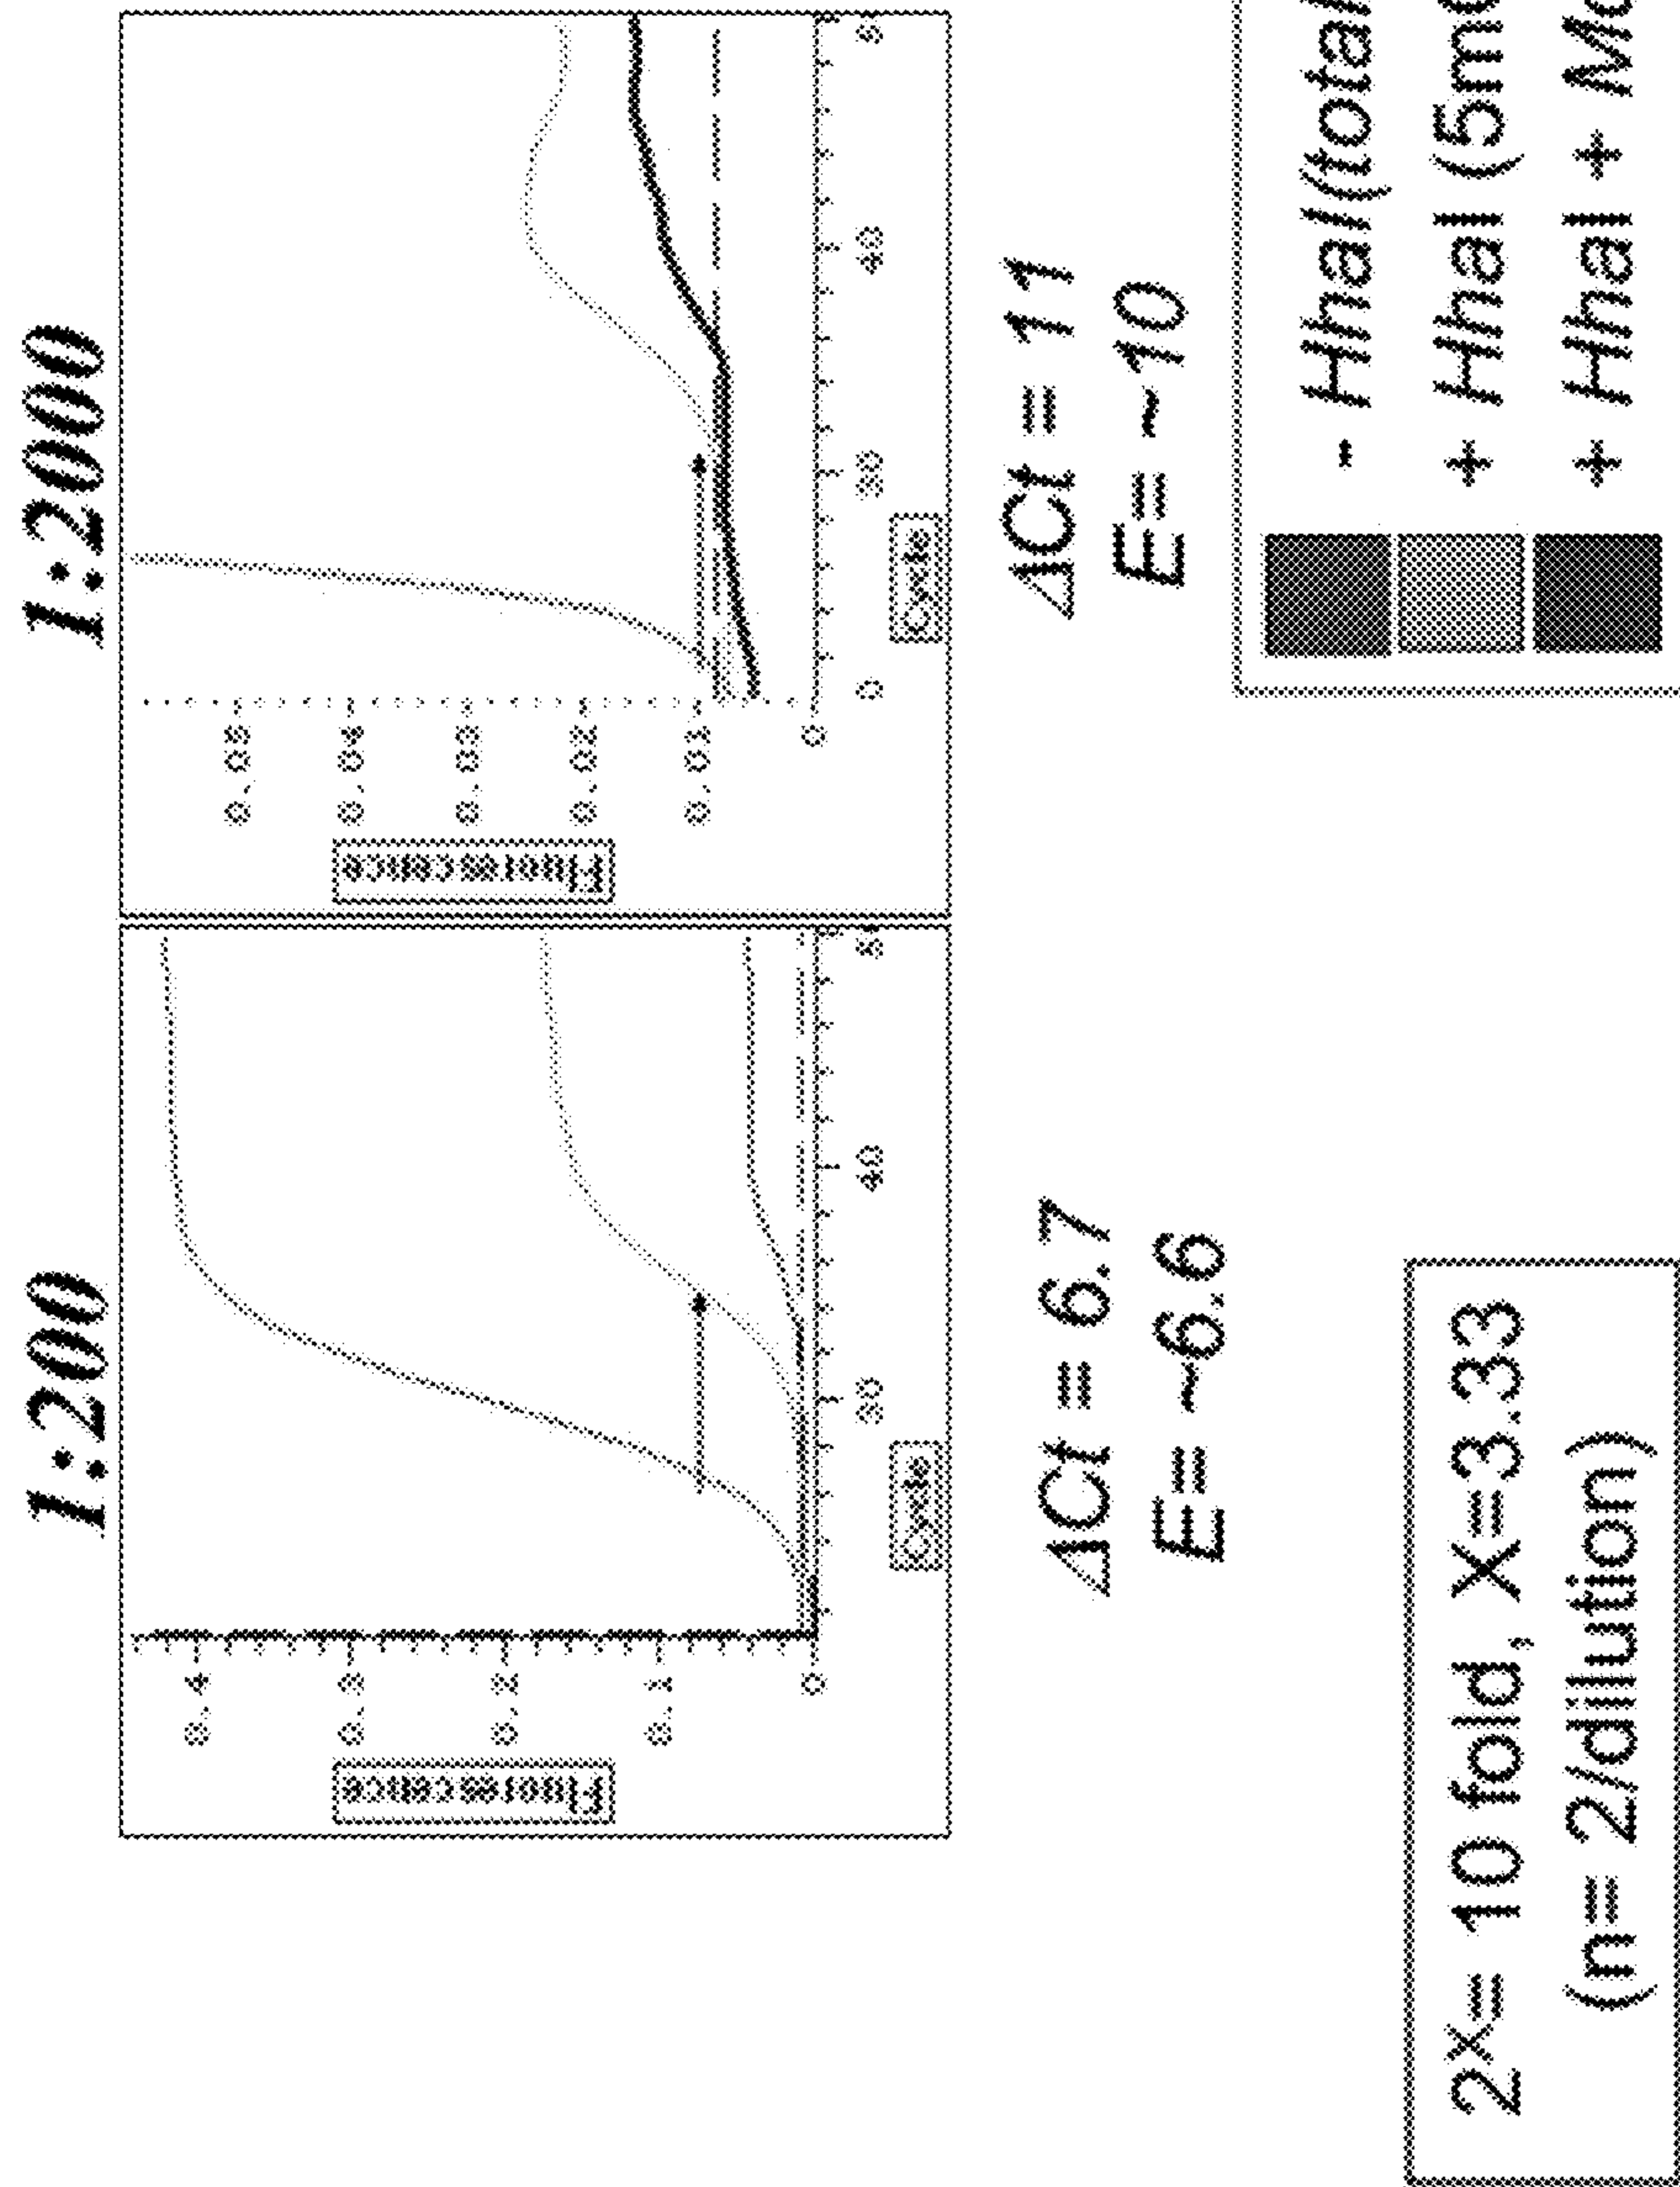 1:200
0.4
0.3
0.2
0.1
0
Fluorescence
30
40
Cycle
ΔCt = 6.7
E= ~6.6
1:2000
0.05
0.04
0.03
0.02
0.01
0
Fluorescence
0
30
40
Cycle
ΔCt = 11
E= ~10
2ˣ= 10 fold, X=3.33
(n= 2/dilution)
- HhaI(total
+ HhaI (5m
+ HhaI +